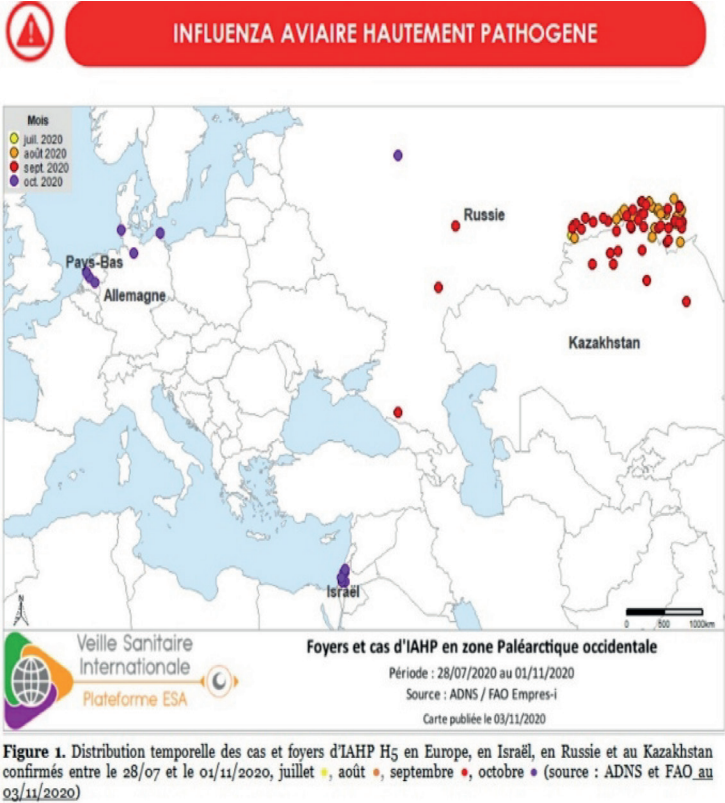 INFLUENZA AVIAIRE HAUTEMENT PATHOGENE
Mois
juil. 2020
août 2020
sept. 2020
oct. 2020
Russie
Pays-Bas
Allemagne
Kazakhstan
Israël
0 500 1000km
Veille Sanitaire
Internationale
Plateforme ESA
Foyers et cas d'IAHP en zone Paléarctique occidentale
Période : 28/07/2020 au 01/11/2020
Source : ADNS / FAO Empres-i
Carte publiée le 03/11/2020
Figure 1. Distribution temporelle des cas et foyers d'IAHP H5 en Europe, en Israël, en Russie et au Kazakhstan
confirmés entre le 28/07 et le 01/11/2020, juillet , août , septembre , octobre (source : ADNS et FAO au
03/11/2020)